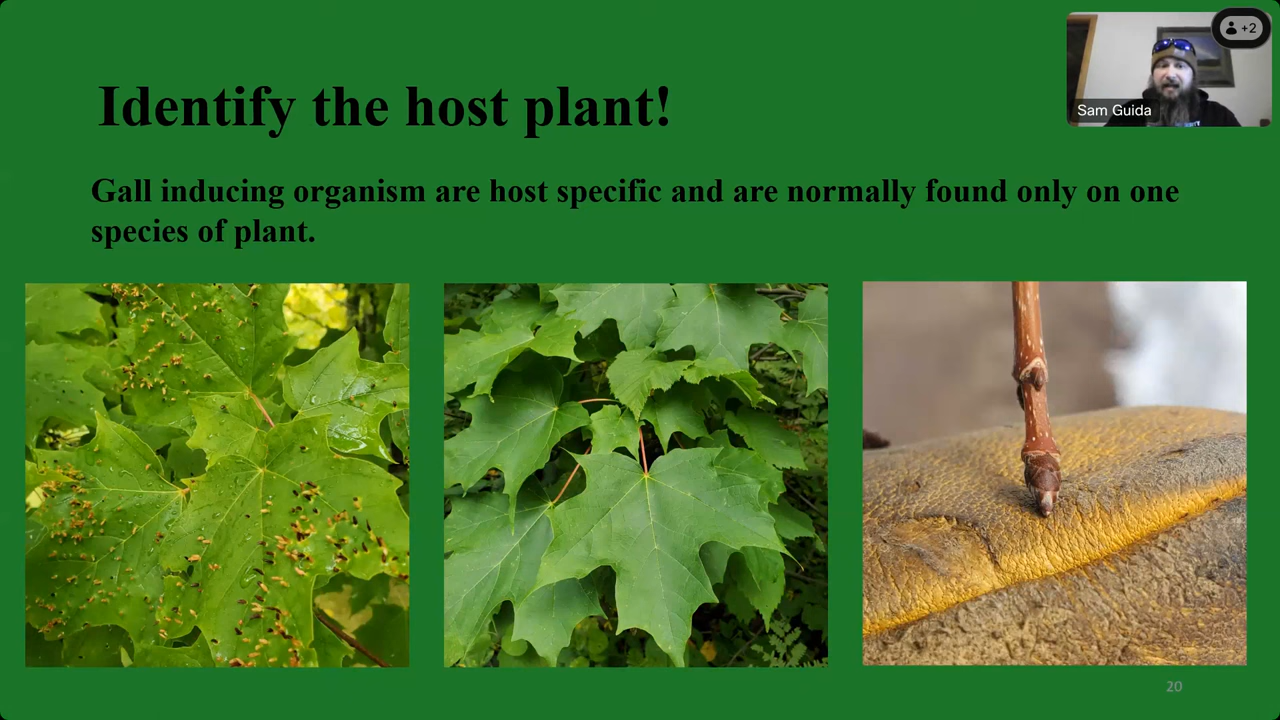 +2
Sam Guida
Identify the host plant!
Gall inducing organism are host specific and are normally found only on one
species of plant.
20